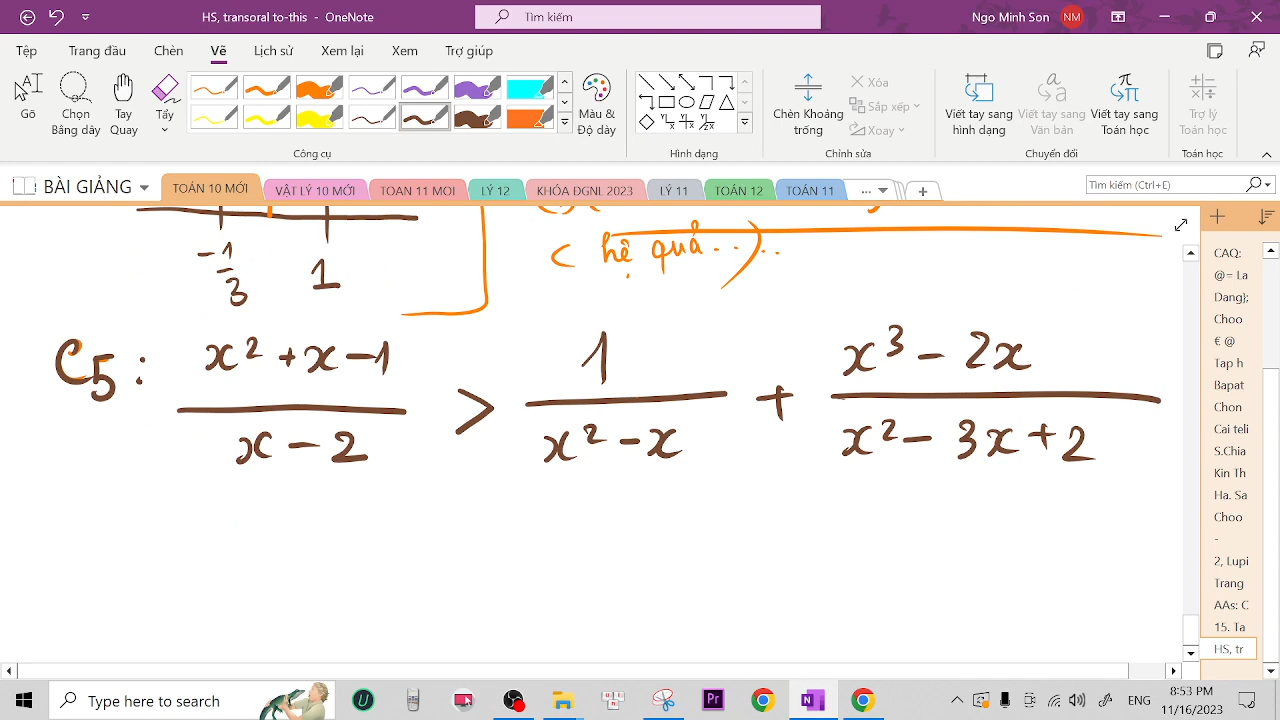 HS, transoral to-this - OneNote
Tìm kiếm
Ngo Minh Son NM
Tệp Trang đầu Chèn Vẽ Lịch sử Xem lại Xem Trợ giúp
Gõ
Chọn Bằng dây
Tay Quay
Tẩy
Màu & Độ dày
Chèn Khoảng trống
Xóa
Sắp xếp
Xoay
Viết tay sang hình dạng
Viết tay sang Văn bản
Viết tay sang Toán học
Trợ lý Toán học
Công cụ Hình dạng Chỉnh sửa Chuyển đổi Toán học
BÀI GIẢNG TOÁN 10 MỚI VẬT LÝ 10 MỚI TOAN 11 MOI LÝ 12 KHÓA ĐGNL 2023 LÝ 11 TOÁN 12 TOÁN 11 ... +
Tìm kiếm (Ctrl+E)
-1/3 1
( hệ quả...)..
C5: (x² + x - 1)/(x - 2) > 1/(x² - x) + (x³ - 2x)/(x² - 3x + 2)
CAQ:
@= La
Dang};
Choo
€ @
Tap h
Bapat
Chon
Cai teli
S.Chia
Kin Th
Ha. Sa
Choo
-
2, Lupi
Trang
AAs: C
15. Ta
HS, tr
Type here to search
ENG
8:53 PM
11/16/2023